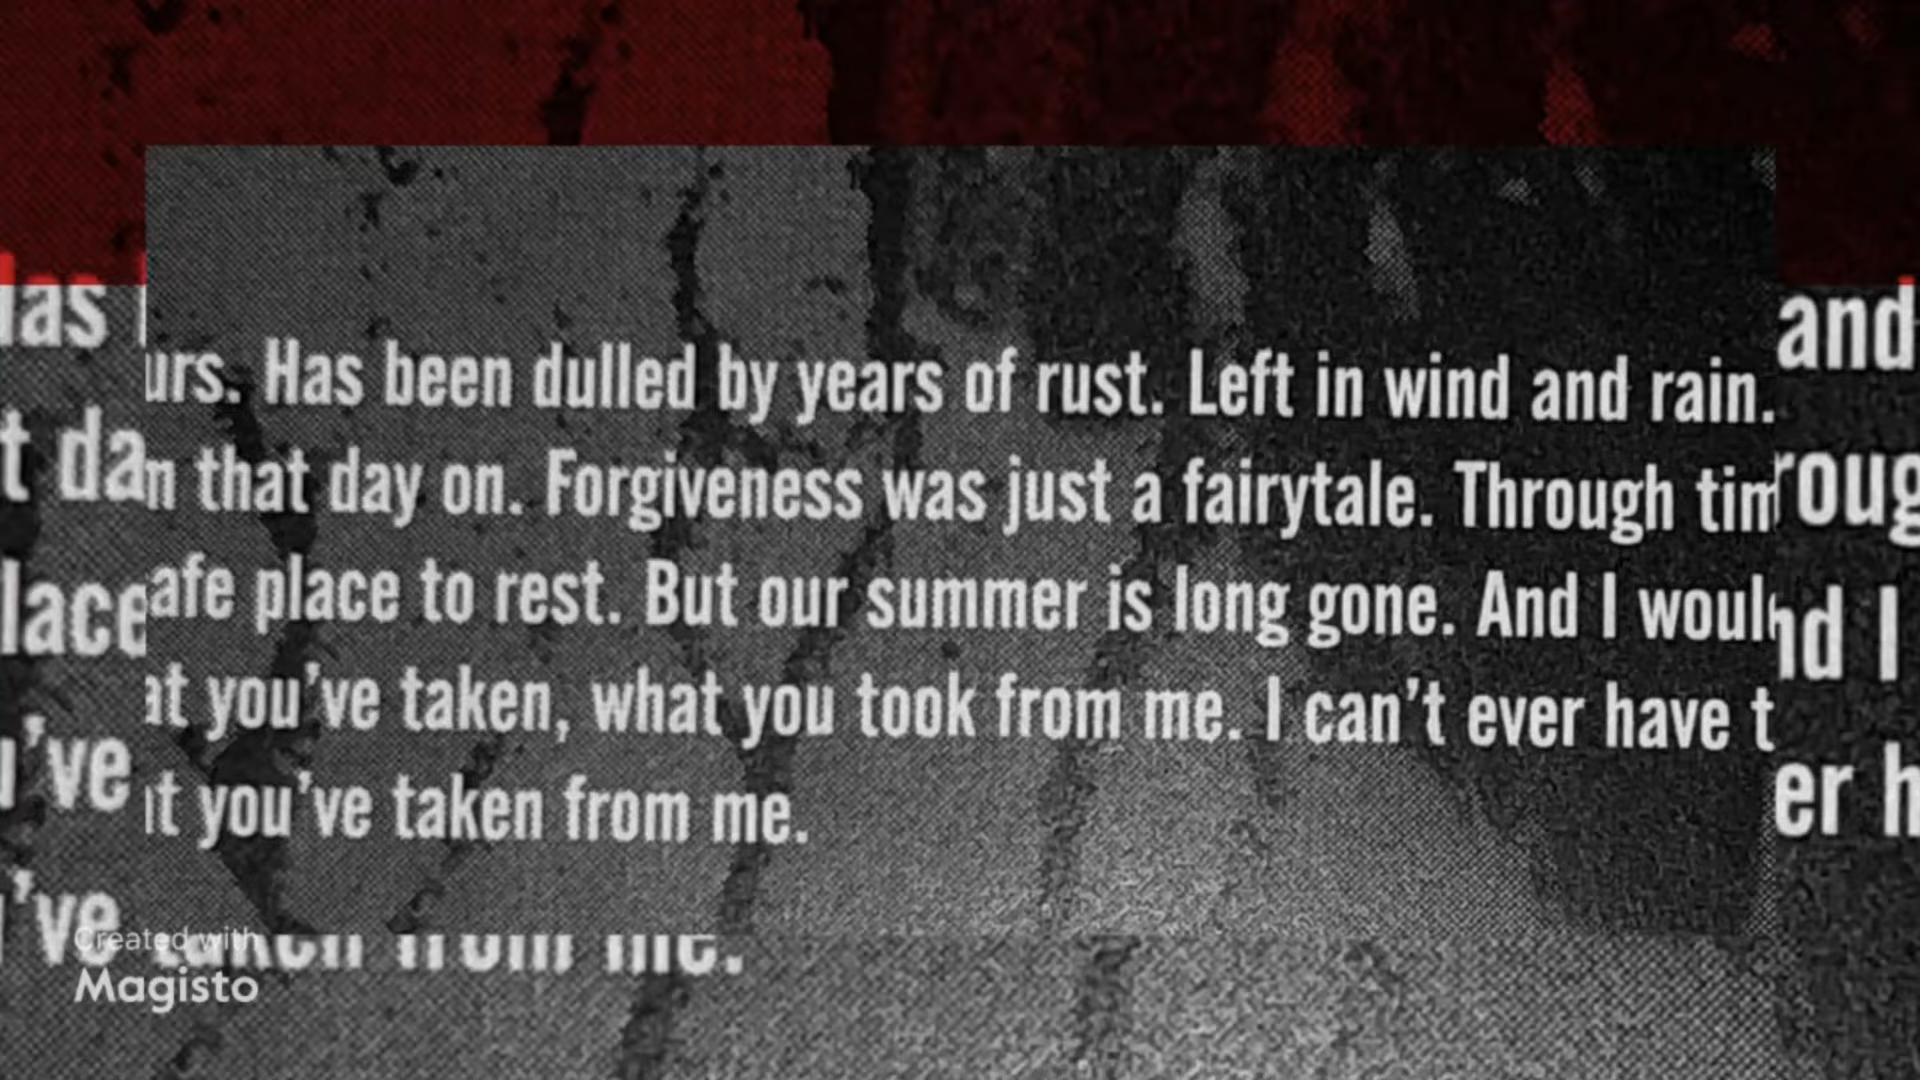 urs. Has been dulled by years of rust. Left in wind and rain.
n that day on. Forgiveness was just a fairytale. Through tim
afe place to rest. But our summer is long gone. And I woul
at you've taken, what you took from me. I can't ever have t
t you've taken from me.
and
Created with
Magisto